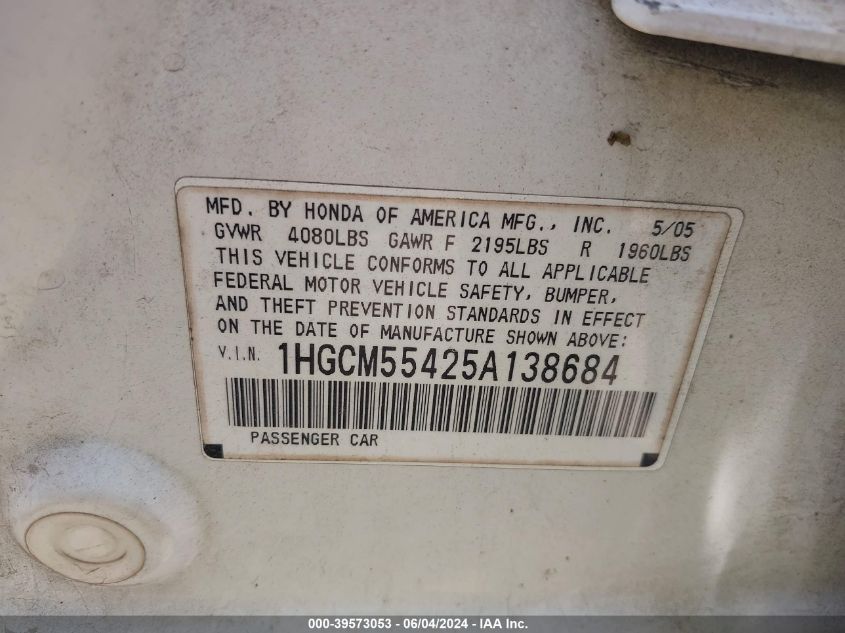 MFD. BY HONDA OF AMERICA MFG., INC. 5/05
GVWR 4080LBS GAWR F 2195LBS R 1960LBS
THIS VEHICLE CONFORMS TO ALL APPLICABLE
FEDERAL MOTOR VEHICLE SAFETY, BUMPER,
AND THEFT PREVENTION STANDARDS IN EFFECT
ON THE DATE OF MANUFACTURE SHOWN ABOVE:
V.I.N. 1HGCM55425A138684
PASSENGER CAR
000-39573053 - 06/04/2024 - IAA Inc.